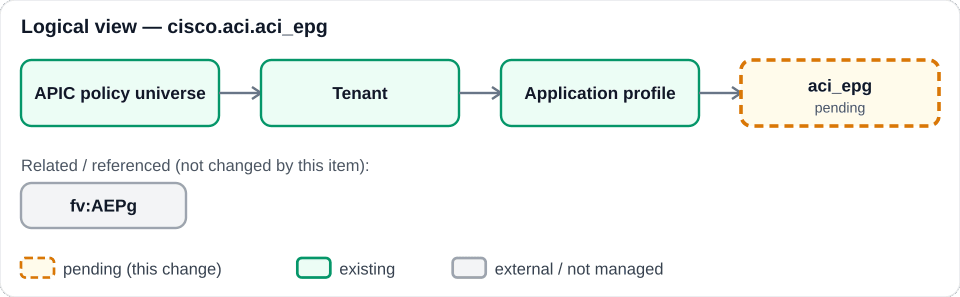 Logical view — cisco.aci.aci_epg
APIC policy universe
Tenant
Application profile
aci_epg
pending
Related / referenced (not changed by this item):
fv:AEPg
pending (this change)
existing
external / not managed